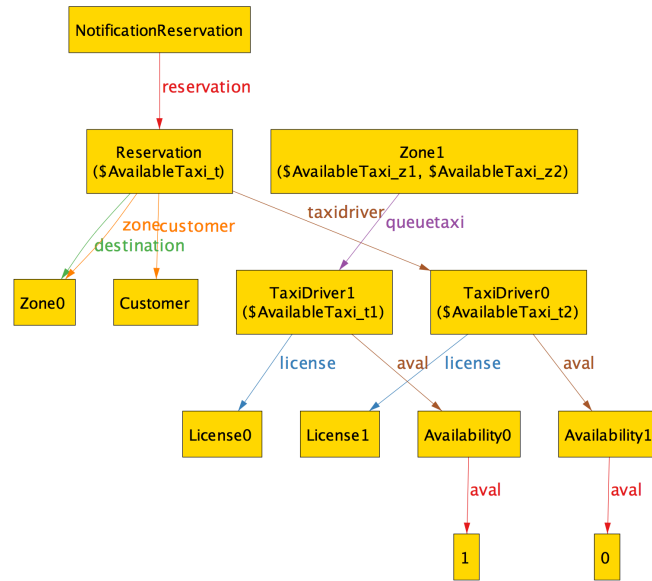 NotificationReservation
reservation
Reservation
($AvailableTaxi_t)
Zone1
($AvailableTaxi_z1, $AvailableTaxi_z2)
taxidriver
queuetaxi
zone
customer
destination
Zone0
Customer
TaxiDriver1
($AvailableTaxi_t1)
TaxiDriver0
($AvailableTaxi_t2)
license
aval
license
aval
License0
License1
Availability0
Availability1
aval
aval
1
0